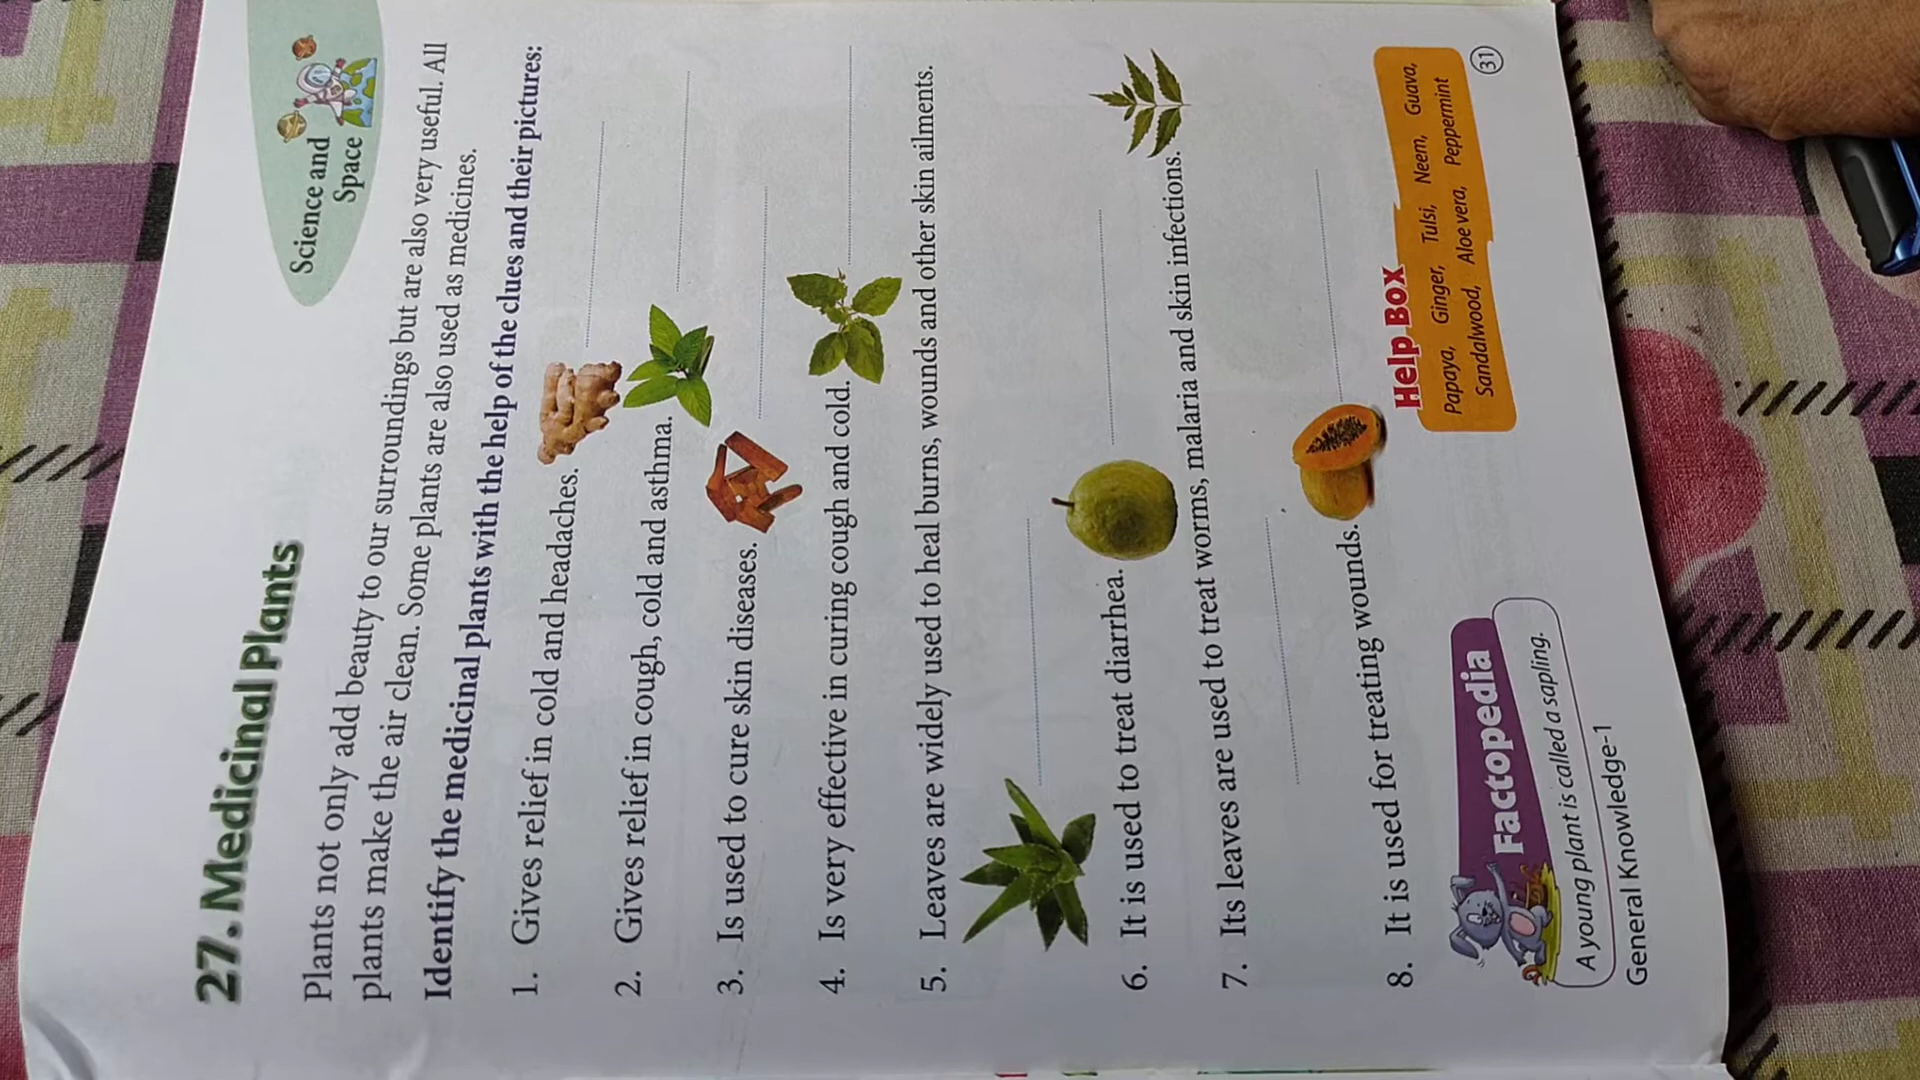 27. Medicinal Plants
Science and
Space
Plants not only add beauty to our surroundings but are also very useful. All
plants make the air clean. Some plants are also used as medicines.
Identify the medicinal plants with the help of the clues and their pictures:
1. Gives relief in cold and headaches.
2. Gives relief in cough, cold and asthma.
3. Is used to cure skin diseases.
4. Is very effective in curing cough and cold.
5. Leaves are widely used to heal burns, wounds and other skin ailments.
6. It is used to treat diarrhea.
7. Its leaves are used to treat worms, malaria and skin infections.
8. It is used for treating wounds.
Help Box
Papaya, Ginger, Tulsi, Neem, Guava,
Sandalwood, Aloe vera, Peppermint
Factopedia
A young plant is called a sapling.
General Knowledge-1
31